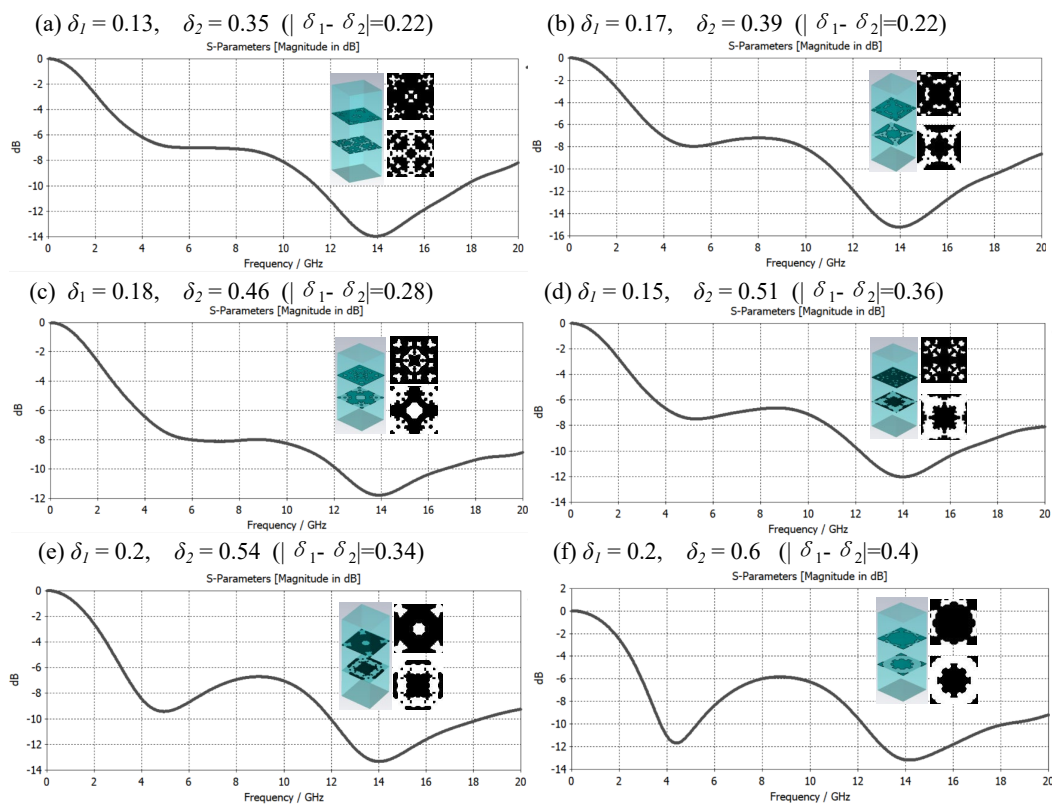 (a) δ1 = 0.13, δ2 = 0.35 (| δ1- δ2|=0.22)
S-Parameters [Magnitude in dB]
0
-2
-4
-6
-8
-10
-12
-14
dB
0 2 4 6 8 10 12 14 16 18 20
Frequency / GHz
(b) δ1 = 0.17, δ2 = 0.39 (| δ1- δ2|=0.22)
S-Parameters [Magnitude in dB]
0
-2
-4
-6
-8
-10
-12
-14
-16
dB
0 2 4 6 8 10 12 14 16 18 20
Frequency / GHz
(c) δ1 = 0.18, δ2 = 0.46 (| δ1- δ2|=0.28)
S-Parameters [Magnitude in dB]
0
-2
-4
-6
-8
-10
-12
dB
0 2 4 6 8 10 12 14 16 18 20
Frequency / GHz
(d) δ1 = 0.15, δ2 = 0.51 (| δ1- δ2|=0.36)
S-Parameters [Magnitude in dB]
0
-2
-4
-6
-8
-10
-12
-14
dB
0 2 4 6 8 10 12 14 16 18 20
Frequency / GHz
(e) δ1 = 0.2, δ2 = 0.54 (| δ1- δ2|=0.34)
S-Parameters [Magnitude in dB]
0
-2
-4
-6
-8
-10
-12
-14
dB
0 2 4 6 8 10 12 14 16 18 20
Frequency / GHz
(f) δ1 = 0.2, δ2 = 0.6 (| δ1- δ2|=0.4)
S-Parameters [Magnitude in dB]
2
0
-2
-4
-6
-8
-10
-12
-14
dB
0 2 4 6 8 10 12 14 16 18 20
Frequency / GHz